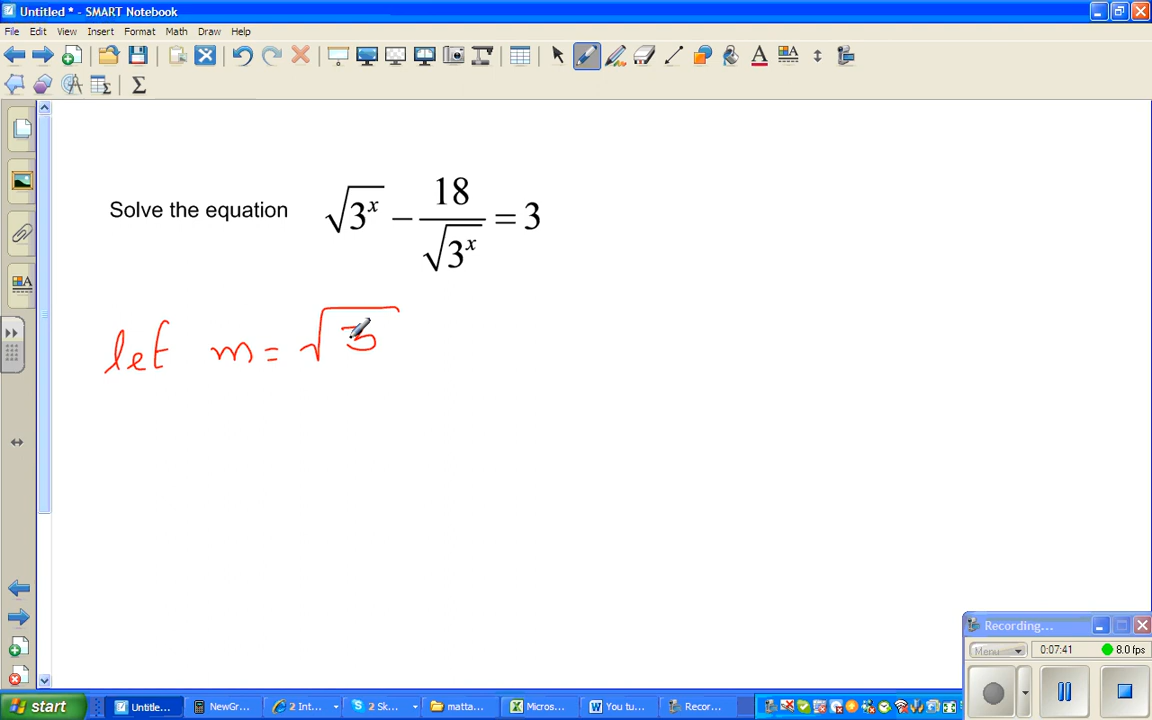 Untitled * - SMART Notebook
File Edit View Insert Format Math Draw Help
Solve the equation √3^x − 18/√3^x = 3
let m = √3
Recording...
Menu 0:07:41 8.0 fps
start Untitle... NewGr... 2 Int... 2 Sk... matta... Micros... You tu... Recor...